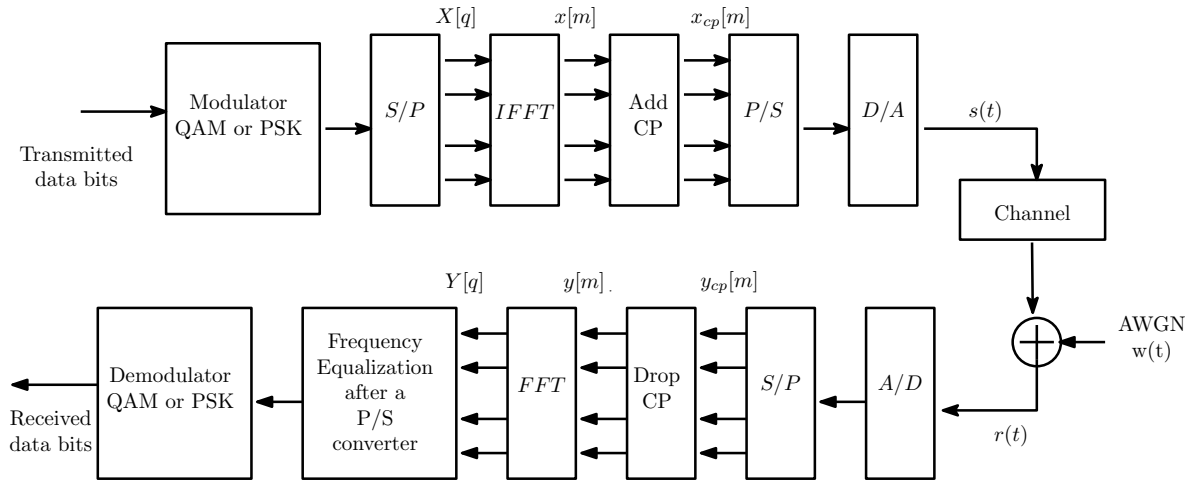 X[q]
x[m]
x_{cp}[m]
Modulator
QAM or PSK
S/P
IFFT
Add
CP
P/S
D/A
s(t)
Transmitted
data bits
Channel
Y[q]
y[m] .
y_{cp}[m]
AWGN
w(t)
Demodulator
QAM or PSK
Frequency
Equalization
after a
P/S
converter
FFT
Drop
CP
S/P
A/D
r(t)
Received
data bits